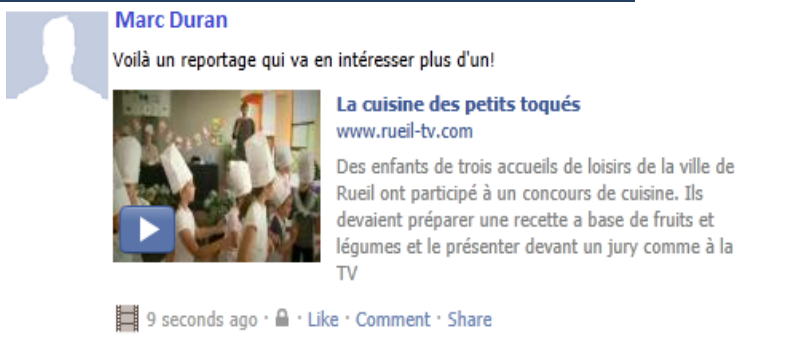 Marc Duran
Voilà un reportage qui va en intéresser plus d'un!
La cuisine des petits toqués
www.rueil-tv.com
Des enfants de trois accueils de loisirs de la ville de
Rueil ont participé à un concours de cuisine. Ils
devaient préparer une recette a base de fruits et
légumes et le présenter devant un jury comme à la
TV
9 seconds ago · Like · Comment · Share